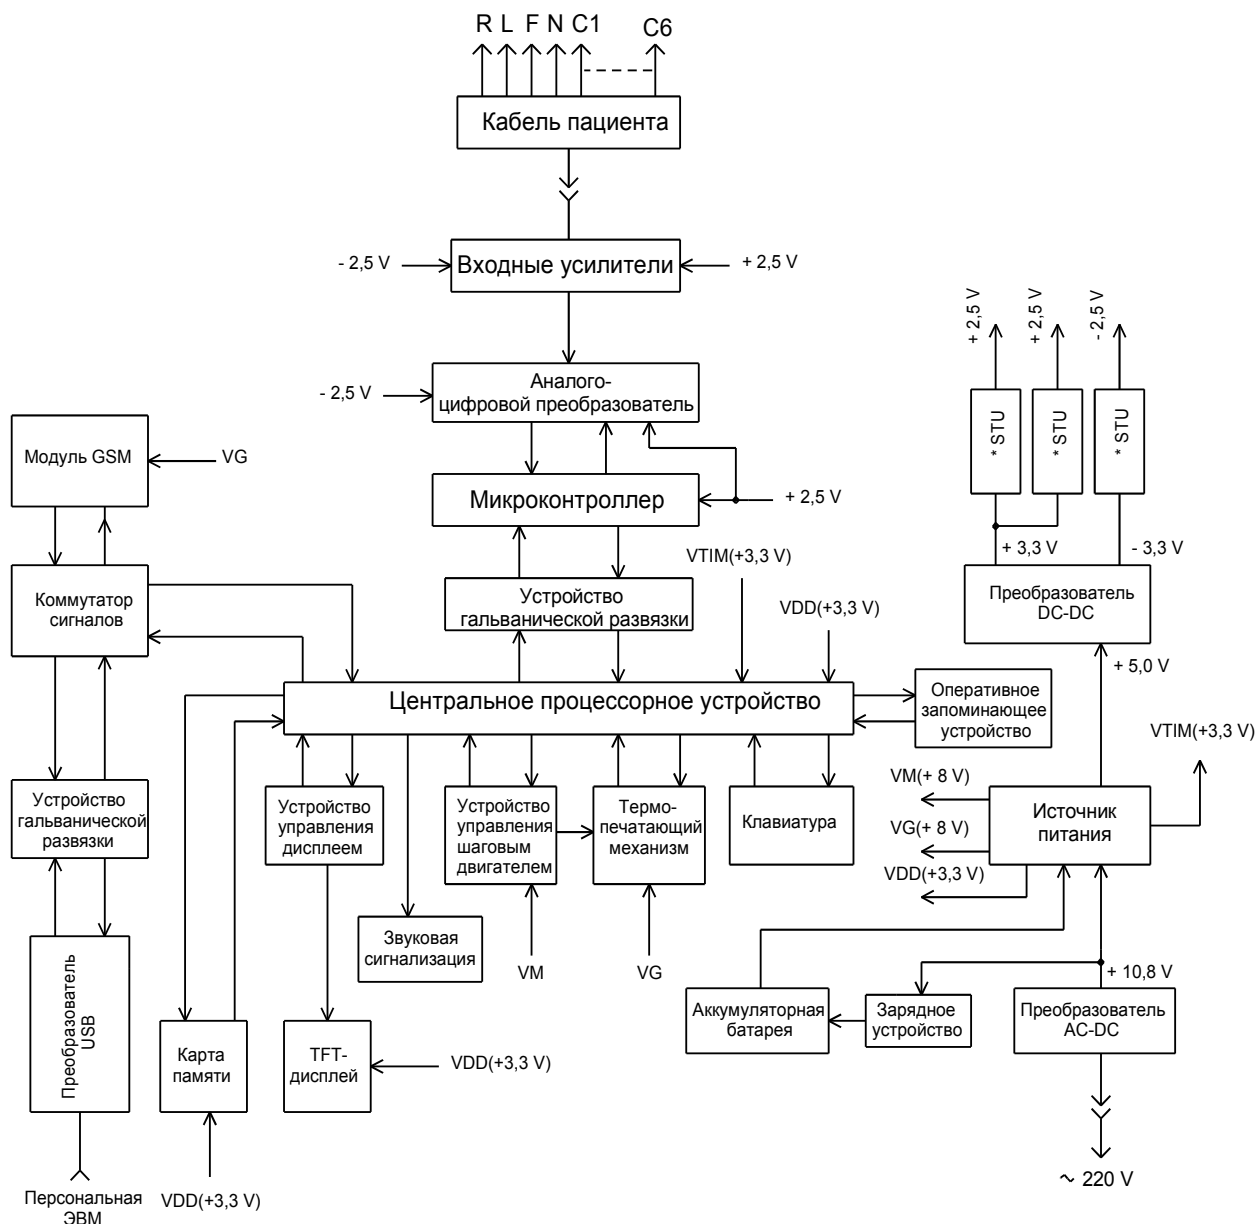 R L F N C1 C6
Кабель пациента
- 2,5 V
Входные усилители
+ 2,5 V
+ 2,5 V
+ 2,5 V
- 2,5 V
Аналого-
цифровой преобразователь
- 2,5 V
* STU
* STU
* STU
Модуль GSM
VG
Микроконтроллер
+ 2,5 V
+ 3,3 V
- 3,3 V
VTIM(+3,3 V)
Коммутатор
сигналов
Устройство
гальванической развязки
VDD(+3,3 V)
Преобразователь
DC-DC
+ 5,0 V
Центральное процессорное устройство
Оперативное
запоминающее
устройство
VTIM(+3,3 V)
Устройство
гальванической
развязки
Устройство
управления
дисплеем
Устройство
управления
шаговым
двигателем
Термо-
печатающий
механизм
Клавиатура
VM(+ 8 V)
VG(+ 8 V)
VDD(+3,3 V)
Источник
питания
Звуковая
сигнализация
VM
VG
+ 10,8 V
Преобразователь
USB
Карта
памяти
TFT-
дисплей
VDD(+3,3 V)
Аккумуляторная
батарея
Зарядное
устройство
Преобразователь
AC-DC
~ 220 V
Персональная
ЭВМ
VDD(+3,3 V)